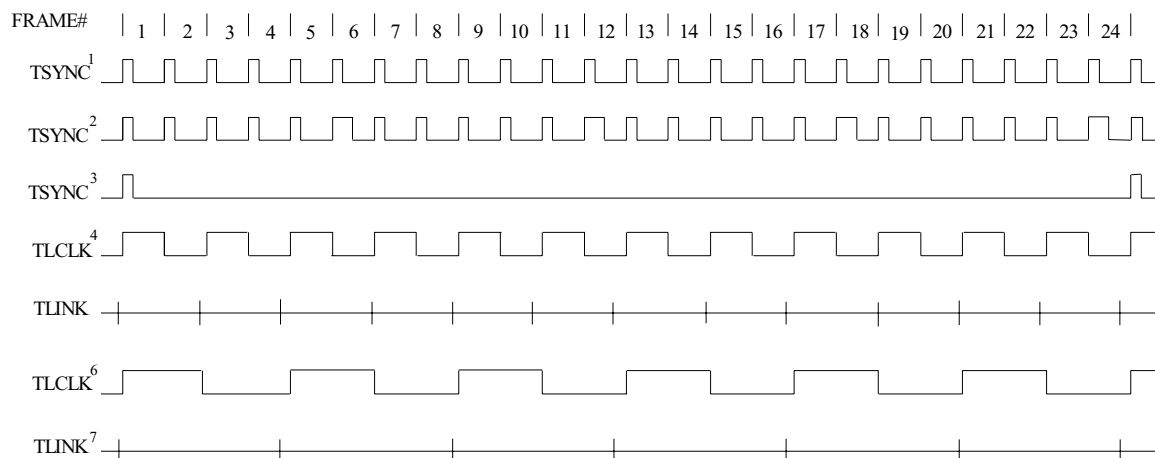 FRAME# 1 2 3 4 5 6 7 8 9 10 11 12 13 14 15 16 17 18 19 20 21 22 23 24
TSYNC1
TSYNC2
TSYNC3
TLCLK4
TLINK
TLCLK6
TLINK7